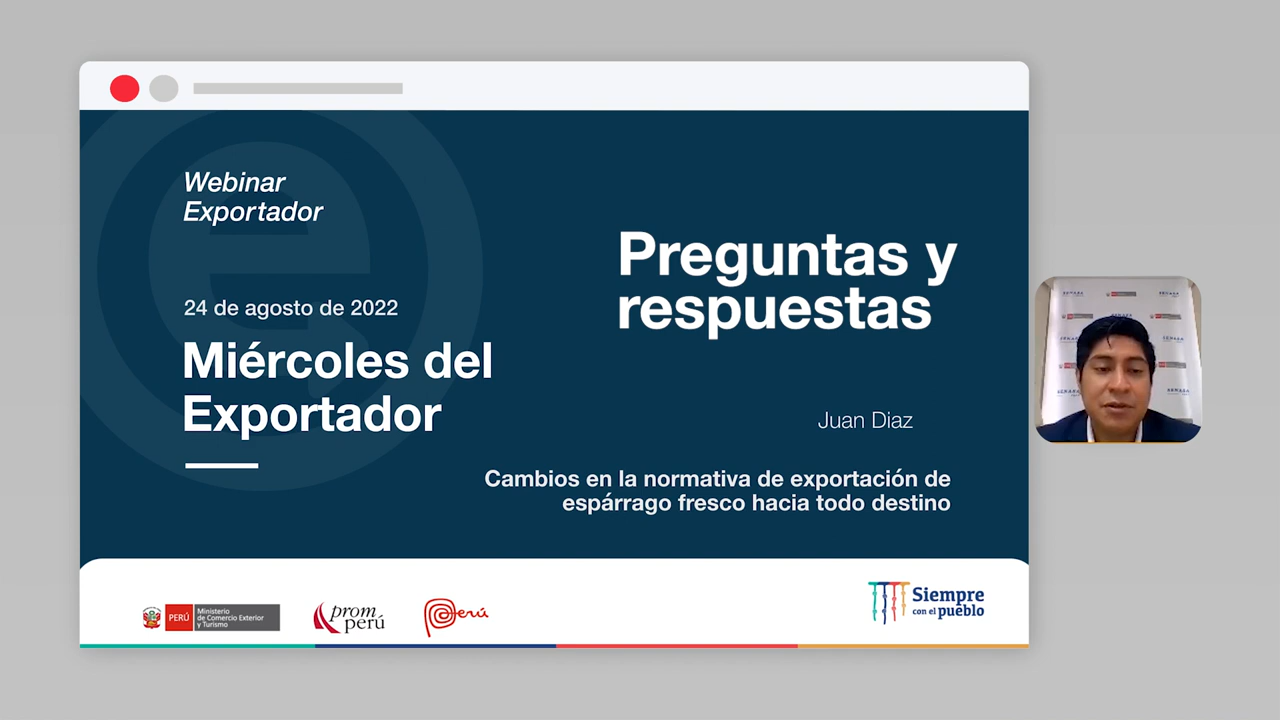 Webinar
Exportador
24 de agosto de 2022
Miércoles del
Exportador
Preguntas y
respuestas
Juan Diaz
Cambios en la normativa de exportación de
espárrago fresco hacia todo destino
PERÚ
Ministerio
de Comercio Exterior
y Turismo
prom
perú
Perú
Siempre
con el pueblo
SENASA